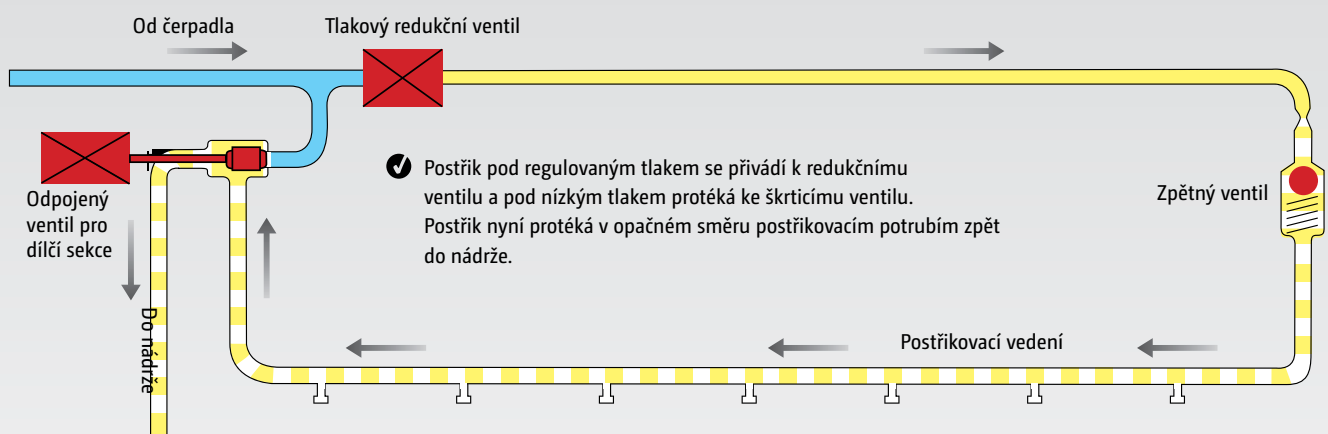 Od čerpadla
Tlakový redukční ventil
Postřik pod regulovaným tlakem se přivádí k redukčnímu
ventilu a pod nízkým tlakem protéká ke škrticímu ventilu.
Postřik nyní protéká v opačném směru postřikovacím potrubím zpět
do nádrže.
Odpojený
ventil pro
dílčí sekce
Zpětný ventil
Do nádrže
Postřikovací vedení